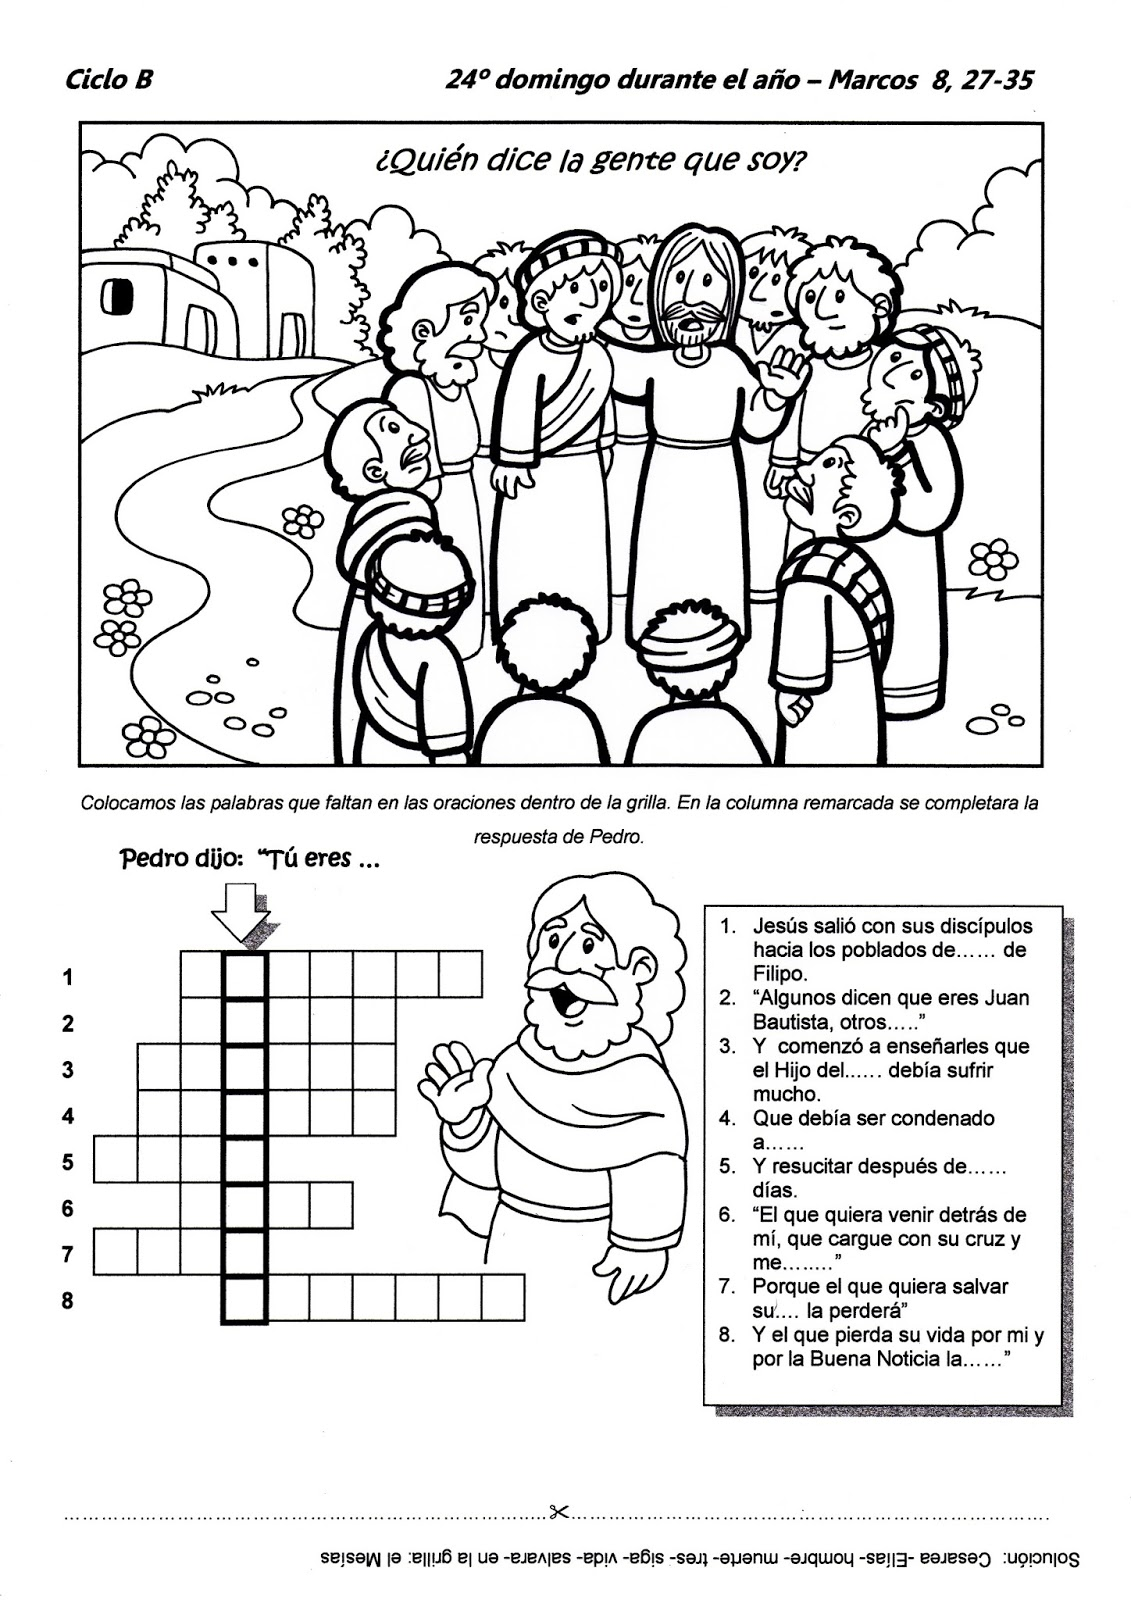 Ciclo B
24º domingo durante el año – Marcos 8, 27-35
¿Quién dice la gente que soy?
Colocamos las palabras que faltan en las oraciones dentro de la grilla. En la columna remarcada se completara la
respuesta de Pedro.
Pedro dijo: “Tú eres ...
1
2
3
4
5
6
7
8
1. Jesús salió con sus discípulos
hacia los poblados de...... de
Filipo.
2. “Algunos dicen que eres Juan
Bautista, otros.....”
3. Y comenzó a enseñarles que
el Hijo del...... debía sufrir
mucho.
4. Que debía ser condenado
a......
5. Y resucitar después de......
días.
6. “El que quiera venir detrás de
mí, que cargue con su cruz y
me........”
7. Porque el que quiera salvar
su.... la perderá”
8. Y el que pierda su vida por mi y
por la Buena Noticia la......”
Solución: Cesarea -Elías- hombre- muerte- tres- siga- vida- salvara- en la grilla: el Mesías